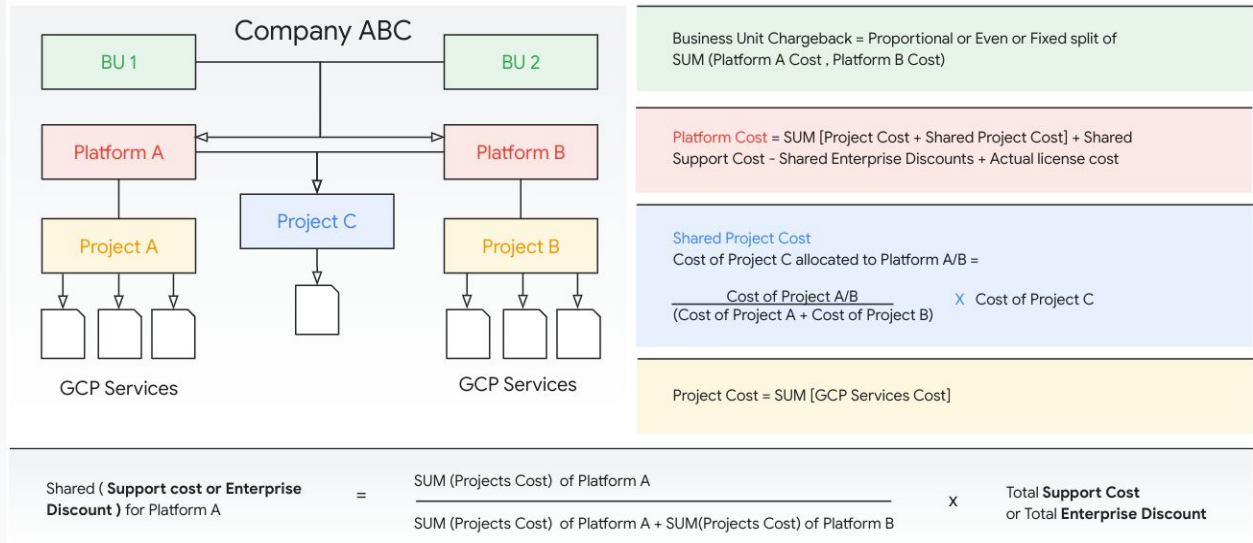 Company ABC
BU 1
BU 2
Platform A
Platform B
Project C
Project A
Project B
GCP Services
GCP Services
Business Unit Chargeback = Proportional or Even or Fixed split of
SUM (Platform A Cost , Platform B Cost)
Platform Cost = SUM [Project Cost + Shared Project Cost] + Shared
Support Cost - Shared Enterprise Discounts + Actual license cost
Shared Project Cost
Cost of Project C allocated to Platform A/B =
Cost of Project A/B
(Cost of Project A + Cost of Project B)
X Cost of Project C
Project Cost = SUM [GCP Services Cost]
Shared ( Support cost or Enterprise
Discount ) for Platform A
=
SUM (Projects Cost) of Platform A
SUM (Projects Cost) of Platform A + SUM(Projects Cost) of Platform B
x
Total Support Cost
or Total Enterprise Discount